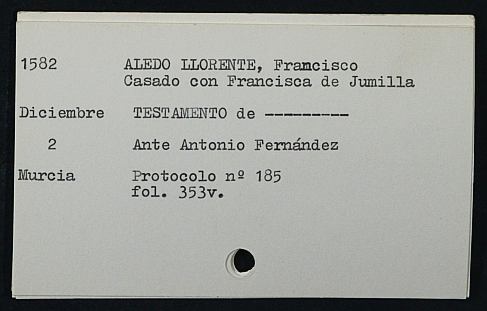 1582 ALEDO LLORENTE, Francisco
Casado con Francisca de Jumilla
Diciembre TESTAMENTO de ---------
2 Ante Antonio Fernández
Murcia Protocolo nº 185
fol. 353v.